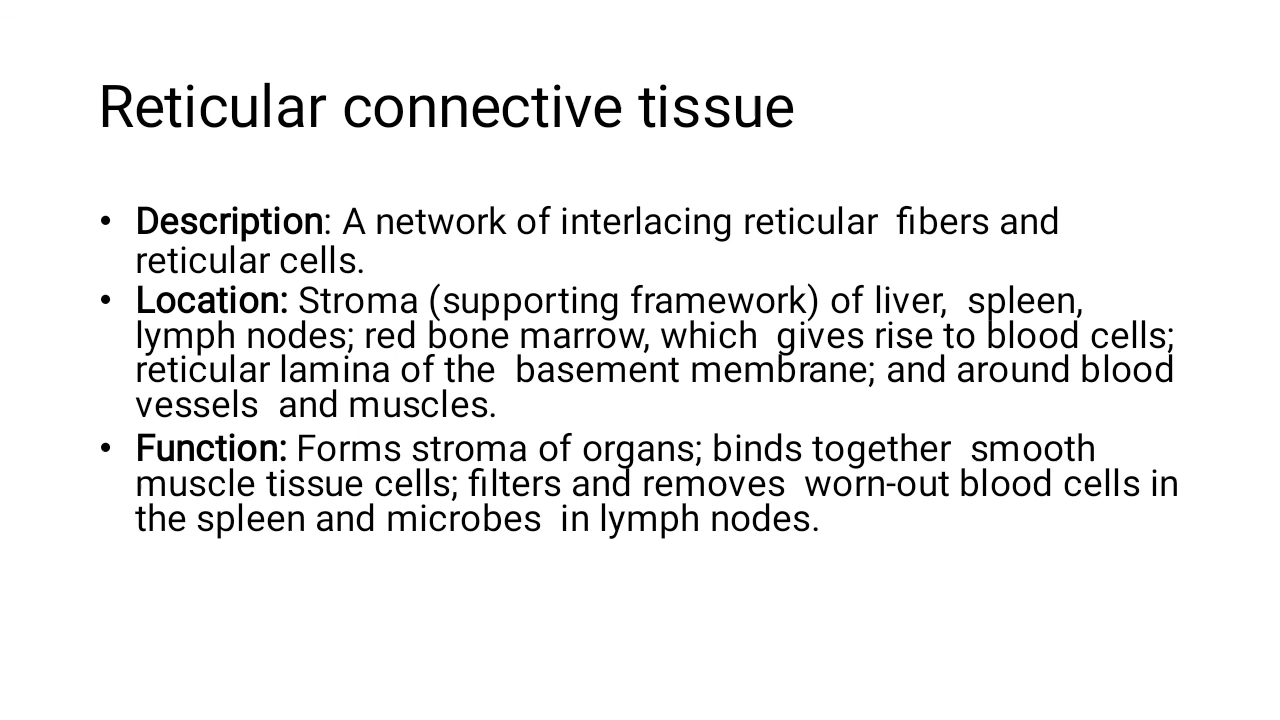 Reticular connective tissue
• Description: A network of interlacing reticular  fibers and
reticular cells.
• Location: Stroma (supporting framework) of liver,  spleen,
lymph nodes; red bone marrow, which  gives rise to blood cells;
reticular lamina of the  basement membrane; and around blood
vessels  and muscles.
• Function: Forms stroma of organs; binds together  smooth
muscle tissue cells; filters and removes  worn-out blood cells in
the spleen and microbes  in lymph nodes.